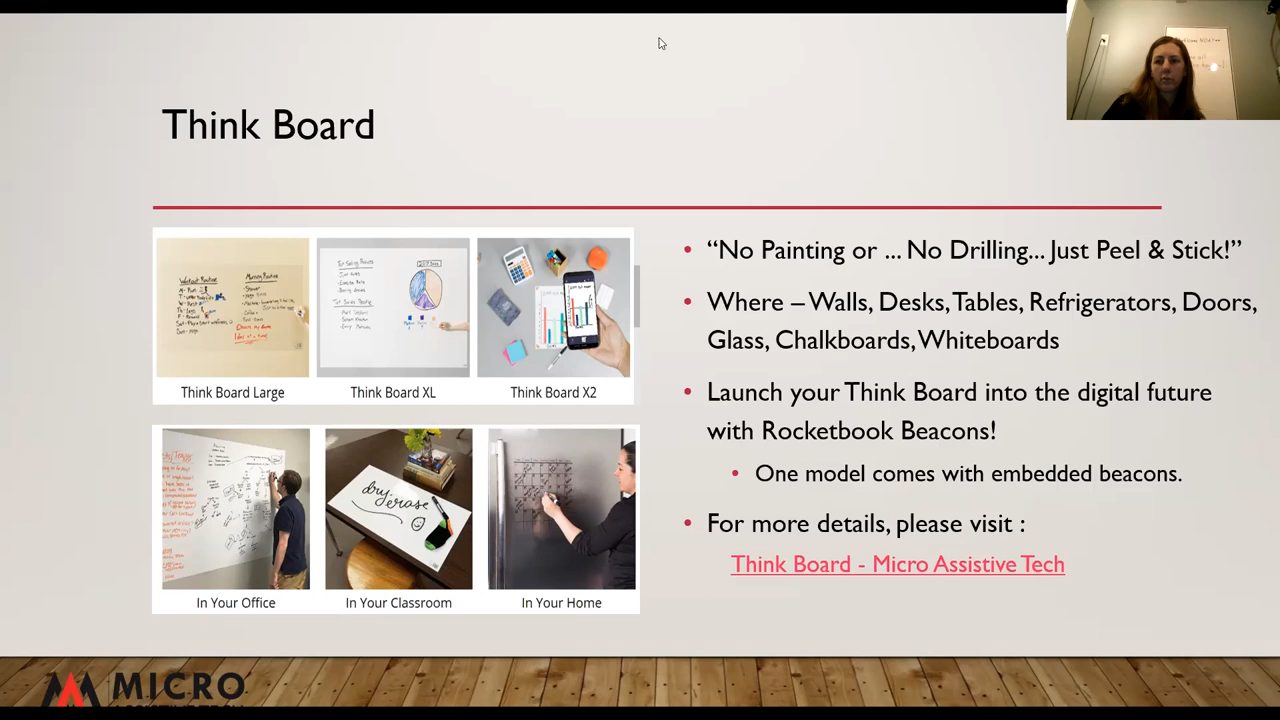 Think Board
“No Painting or ... No Drilling... Just Peel & Stick!”
Where – Walls, Desks, Tables, Refrigerators, Doors,
Glass, Chalkboards, Whiteboards
Launch your Think Board into the digital future
with Rocketbook Beacons!
One model comes with embedded beacons.
For more details, please visit :
Think Board - Micro Assistive Tech
Think Board Large
Think Board XL
Think Board X2
dry
erase
In Your Office
In Your Classroom
In Your Home
MICRO